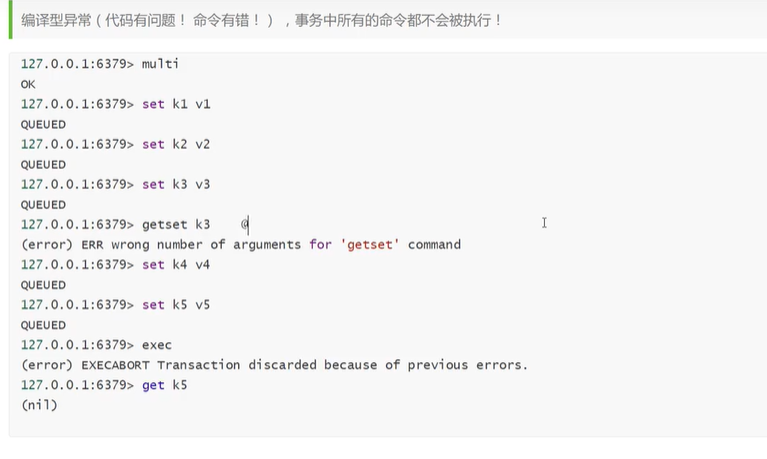 编译型异常（代码有问题！ 命令有错！），事务中所有的命令都不会被执行！
127.0.0.1:6379> multi
OK
127.0.0.1:6379> set k1 v1
QUEUED
127.0.0.1:6379> set k2 v2
QUEUED
127.0.0.1:6379> set k3 v3
QUEUED
127.0.0.1:6379> getset k3    @
(error) ERR wrong number of arguments for 'getset' command
127.0.0.1:6379> set k4 v4
QUEUED
127.0.0.1:6379> set k5 v5
QUEUED
127.0.0.1:6379> exec
(error) EXECABORT Transaction discarded because of previous errors.
127.0.0.1:6379> get k5
(nil)